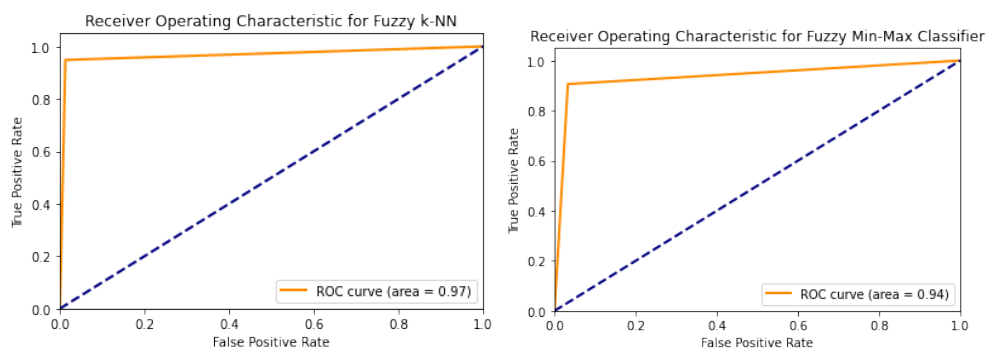 Receiver Operating Characteristic for Fuzzy k-NN
1.0
0.8
0.6
0.4
0.2
0.0
True Positive Rate
ROC curve (area = 0.97)
0.0 0.2 0.4 0.6 0.8 1.0
False Positive Rate
Receiver Operating Characteristic for Fuzzy Min-Max Classifier
1.0
0.8
0.6
0.4
0.2
0.0
True Positive Rate
ROC curve (area = 0.94)
0.0 0.2 0.4 0.6 0.8 1.0
False Positive Rate